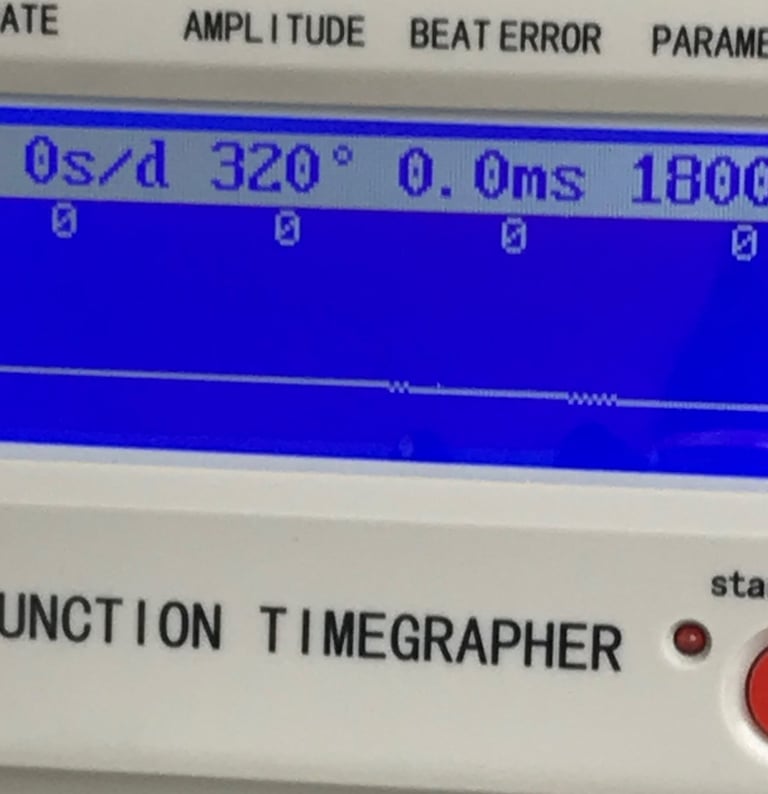 ATE AMPLITUDE BEAT ERROR PARAME
0s/d 320° 0.0ms 1800
0 0 0 0
sta
UNCTION TIMEGRAPHER